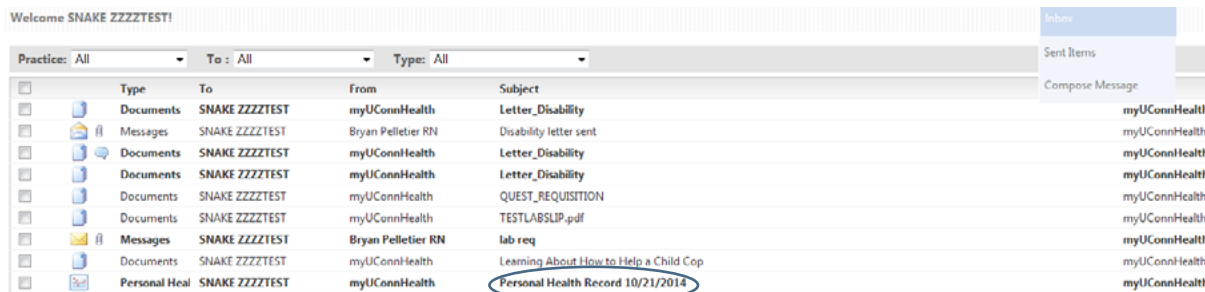 Welcome SNAKE ZZZZTEST!
Inbox
Sent Items
Compose Message
Practice: All To : All Type: All
Type To From Subject
Documents SNAKE ZZZZTEST myUConnHealth Letter_Disability myUConnHealth
Messages SNAKE ZZZZTEST Bryan Pelletier RN Disability letter sent myUConnHealth
Documents SNAKE ZZZZTEST myUConnHealth Letter_Disability myUConnHealth
Documents SNAKE ZZZZTEST myUConnHealth Letter_Disability myUConnHealth
Documents SNAKE ZZZZTEST myUConnHealth QUEST_REQUISITION myUConnHealth
Documents SNAKE ZZZZTEST myUConnHealth TESTLABSLIP.pdf myUConnHealth
Messages SNAKE ZZZZTEST Bryan Pelletier RN lab req myUConnHealth
Documents SNAKE ZZZZTEST myUConnHealth Learning About How to Help a Child Cop myUConnHealth
Personal Heal SNAKE ZZZZTEST myUConnHealth Personal Health Record 10/21/2014 myUConnHealth